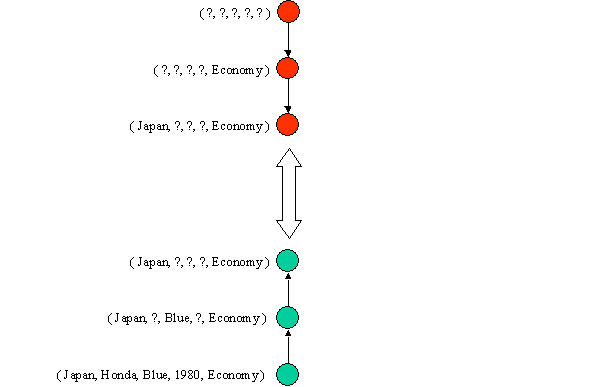 ( ?, ?, ?, ?, ? )
( ?, ?, ?, ?, Economy )
( Japan, ?, ?, ?, Economy )
( Japan, ?, ?, ?, Economy )
( Japan, ?, Blue, ?, Economy )
( Japan, Honda, Blue, 1980, Economy )